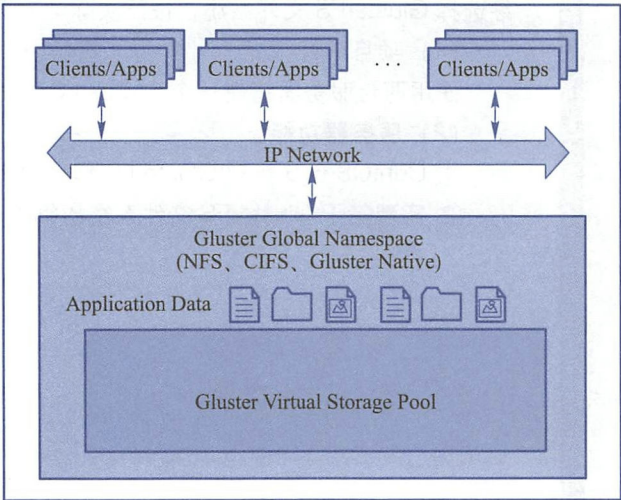 Clients/Apps Clients/Apps ··· Clients/Apps
IP Network
Gluster Global Namespace
(NFS、CIFS、Gluster Native)
Application Data
Gluster Virtual Storage Pool